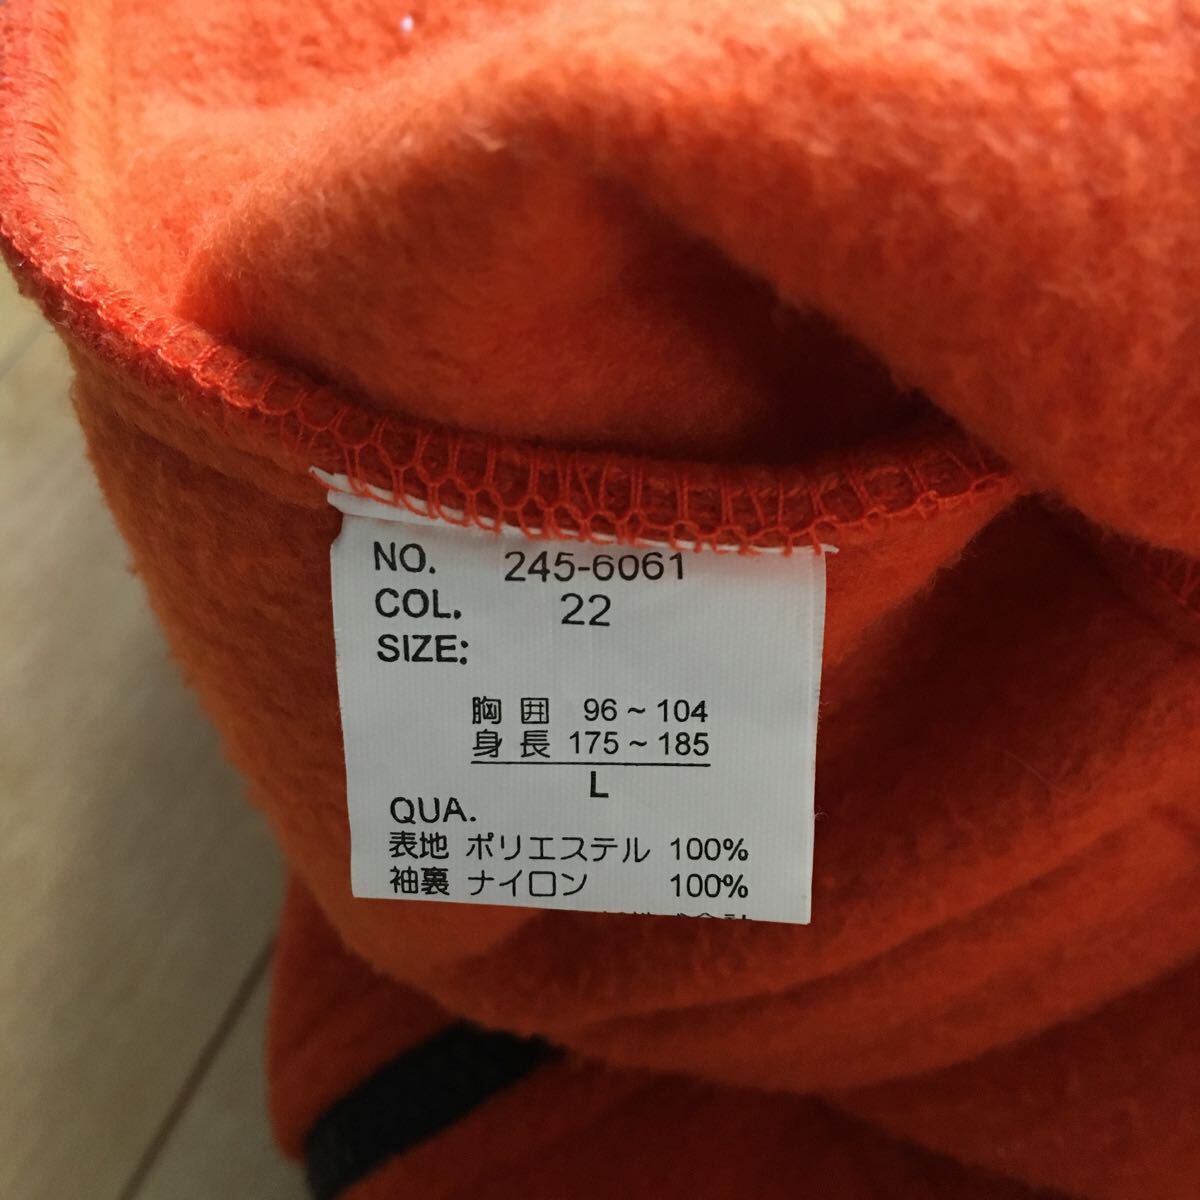 NO. 245-6061
COL. 22
SIZE:
胸囲 96~104
身長 175~185
L
QUA.
表地 ポリエステル 100%
袖裏 ナイロン 100%